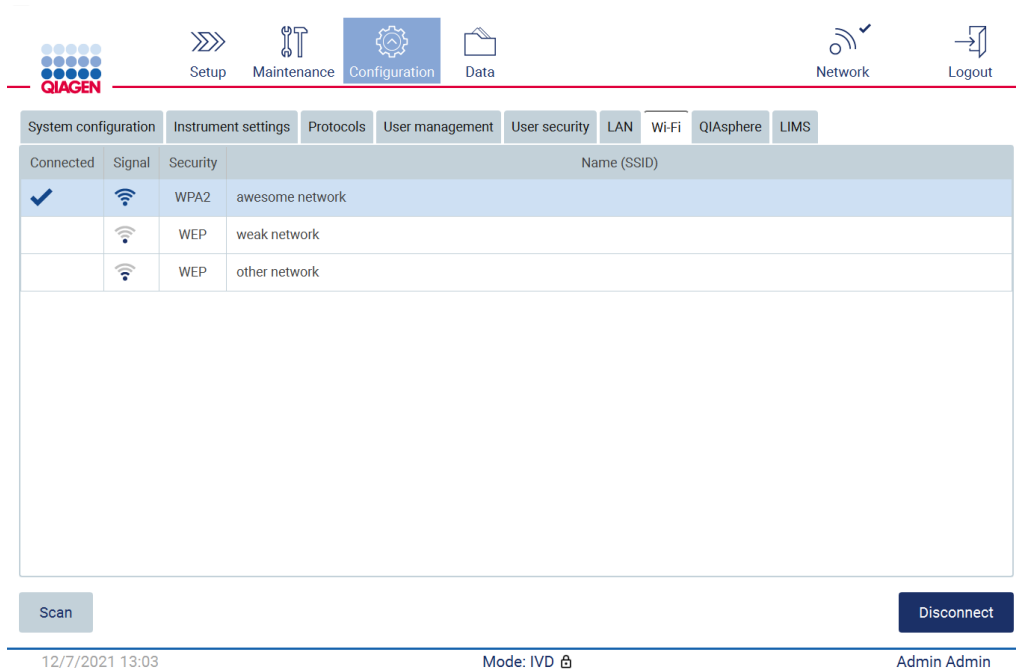 QIAGEN
Setup Maintenance Configuration Data Network Logout
System configuration Instrument settings Protocols User management User security LAN Wi-Fi QIAsphere LIMS
Connected Signal Security Name (SSID)
WPA2 awesome network
WEP weak network
WEP other network
Scan Disconnect
12/7/2021 13:03 Mode: IVD Admin Admin